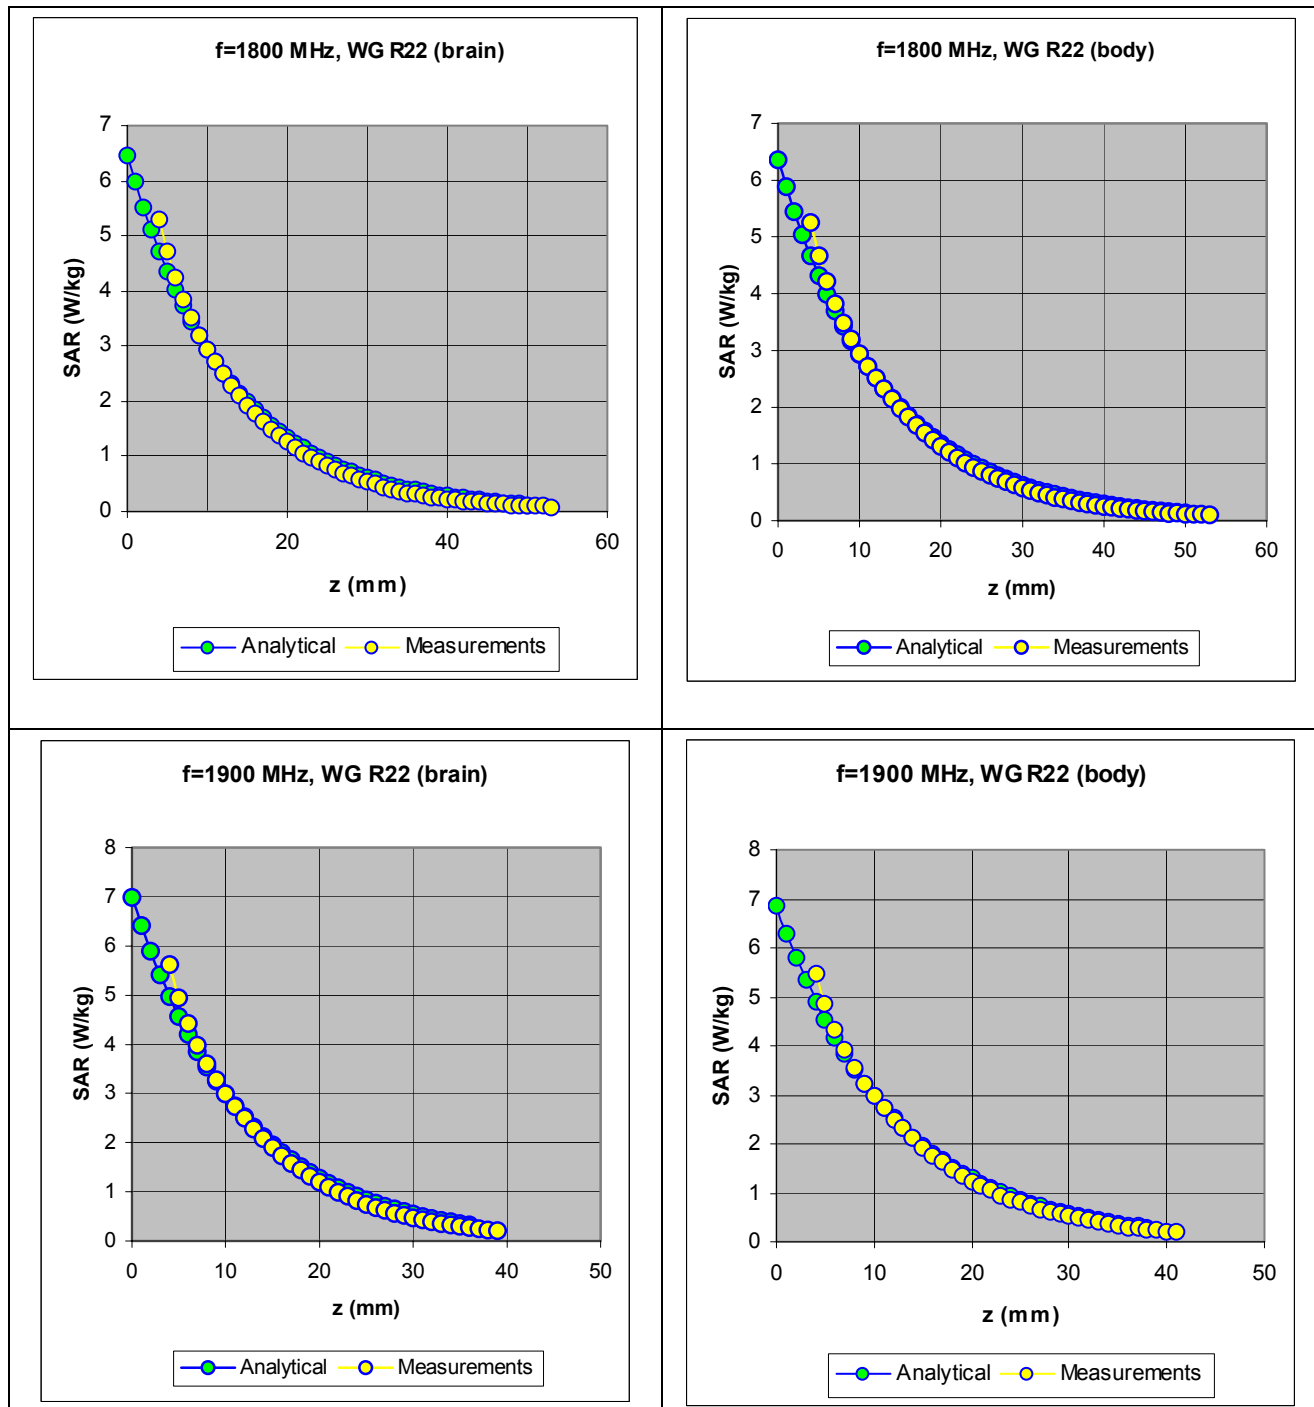 f=1800 MHz, WG R22 (brain)
7
6
5
4
3
2
1
0
SAR (W/kg)
0 20 40 60
z (mm)
Analytical Measurements
f=1800 MHz, WG R22 (body)
7
6
5
4
3
2
1
0
SAR (W/kg)
0 10 20 30 40 50 60
z (mm)
Analytical Measurements
f=1900 MHz, WG R22 (brain)
8
7
6
5
4
3
2
1
0
SAR (W/kg)
0 10 20 30 40 50
z (mm)
Analytical Measurements
f=1900 MHz, WG R22 (body)
8
7
6
5
4
3
2
1
0
SAR (W/kg)
0 10 20 30 40 50
z (mm)
Analytical Measurements